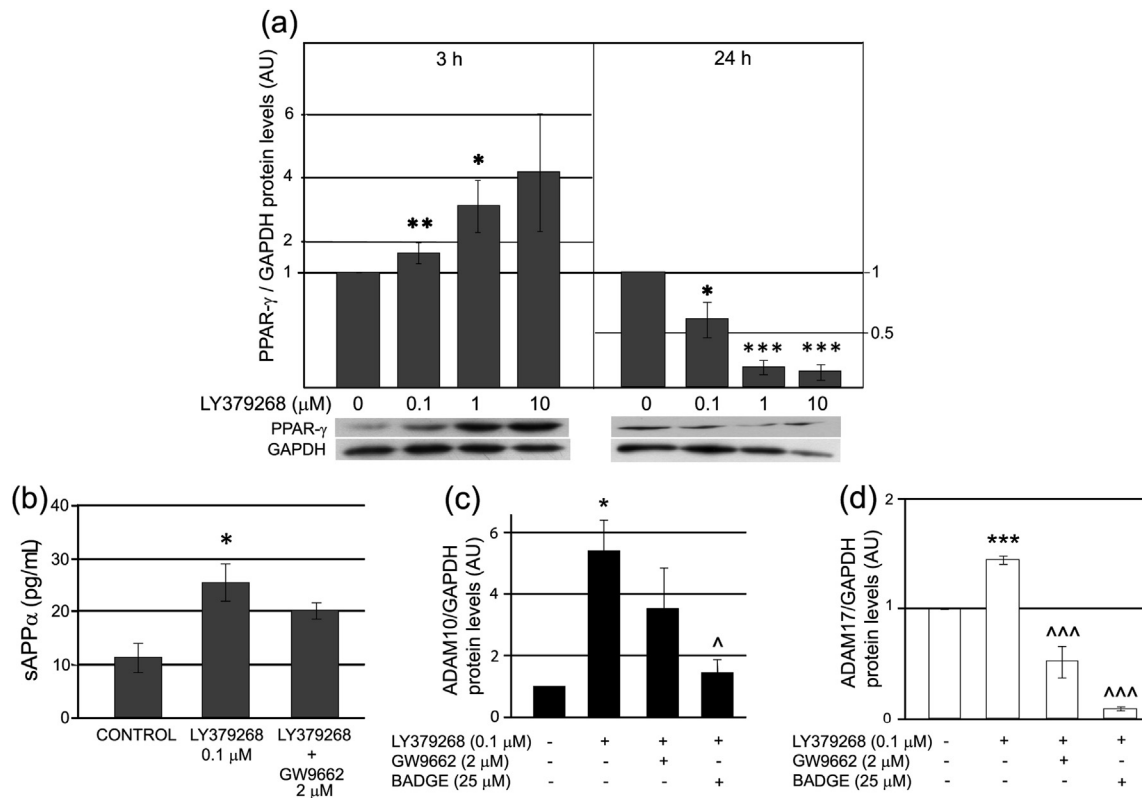 (a)
3 h
24 h
PPAR-γ / GAPDH protein levels (AU)
6
4
2
1
1
0.5
**
*
*
***
***
LY379268 (μM) 0 0.1 1 10 0 0.1 1 10
PPAR-γ
GAPDH
(b)
sAPPα (pg/mL)
40
30
20
10
0
*
CONTROL
LY379268
0.1 μM
LY379268
+
GW9662
2 μM
(c)
ADAM10/GAPDH
protein levels (AU)
6
4
2
0
*
^
LY379268 (0.1 μM) - + + +
GW9662 (2 μM) - - + -
BADGE (25 μM) - - - +
(d)
ADAM17/GAPDH
protein levels (AU)
2
1
0
***
^^^
^^^
LY379268 (0.1 μM) - + + +
GW9662 (2 μM) - - + -
BADGE (25 μM) - - - +